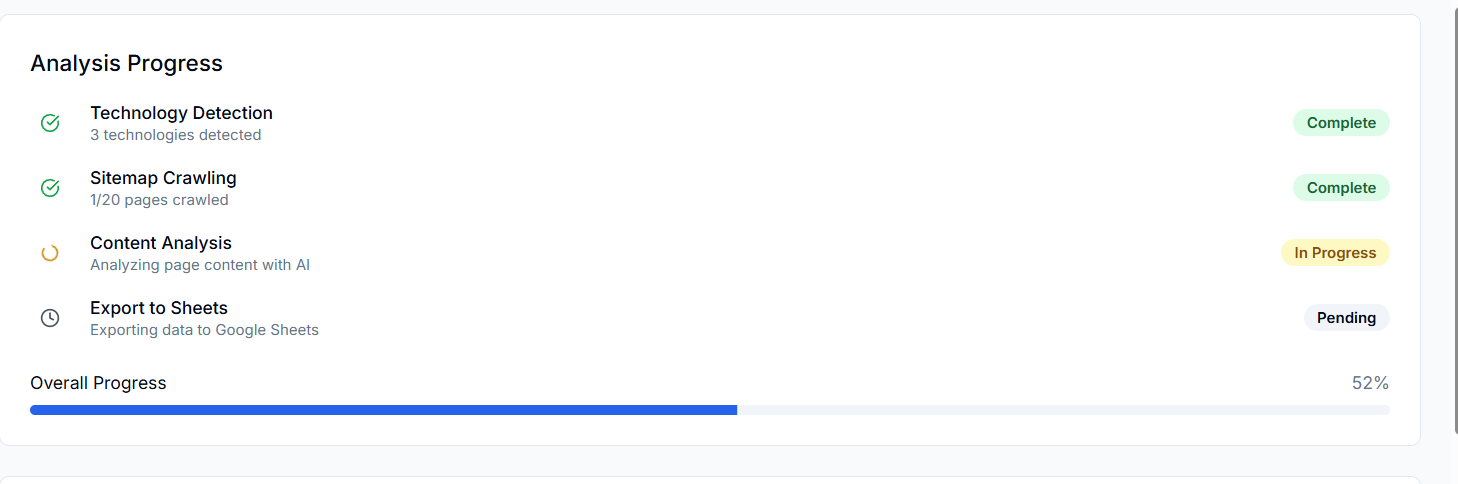 Analysis Progress
Technology Detection
3 technologies detected
Complete
Sitemap Crawling
1/20 pages crawled
Complete
Content Analysis
Analyzing page content with AI
In Progress
Export to Sheets
Exporting data to Google Sheets
Pending
Overall Progress
52%